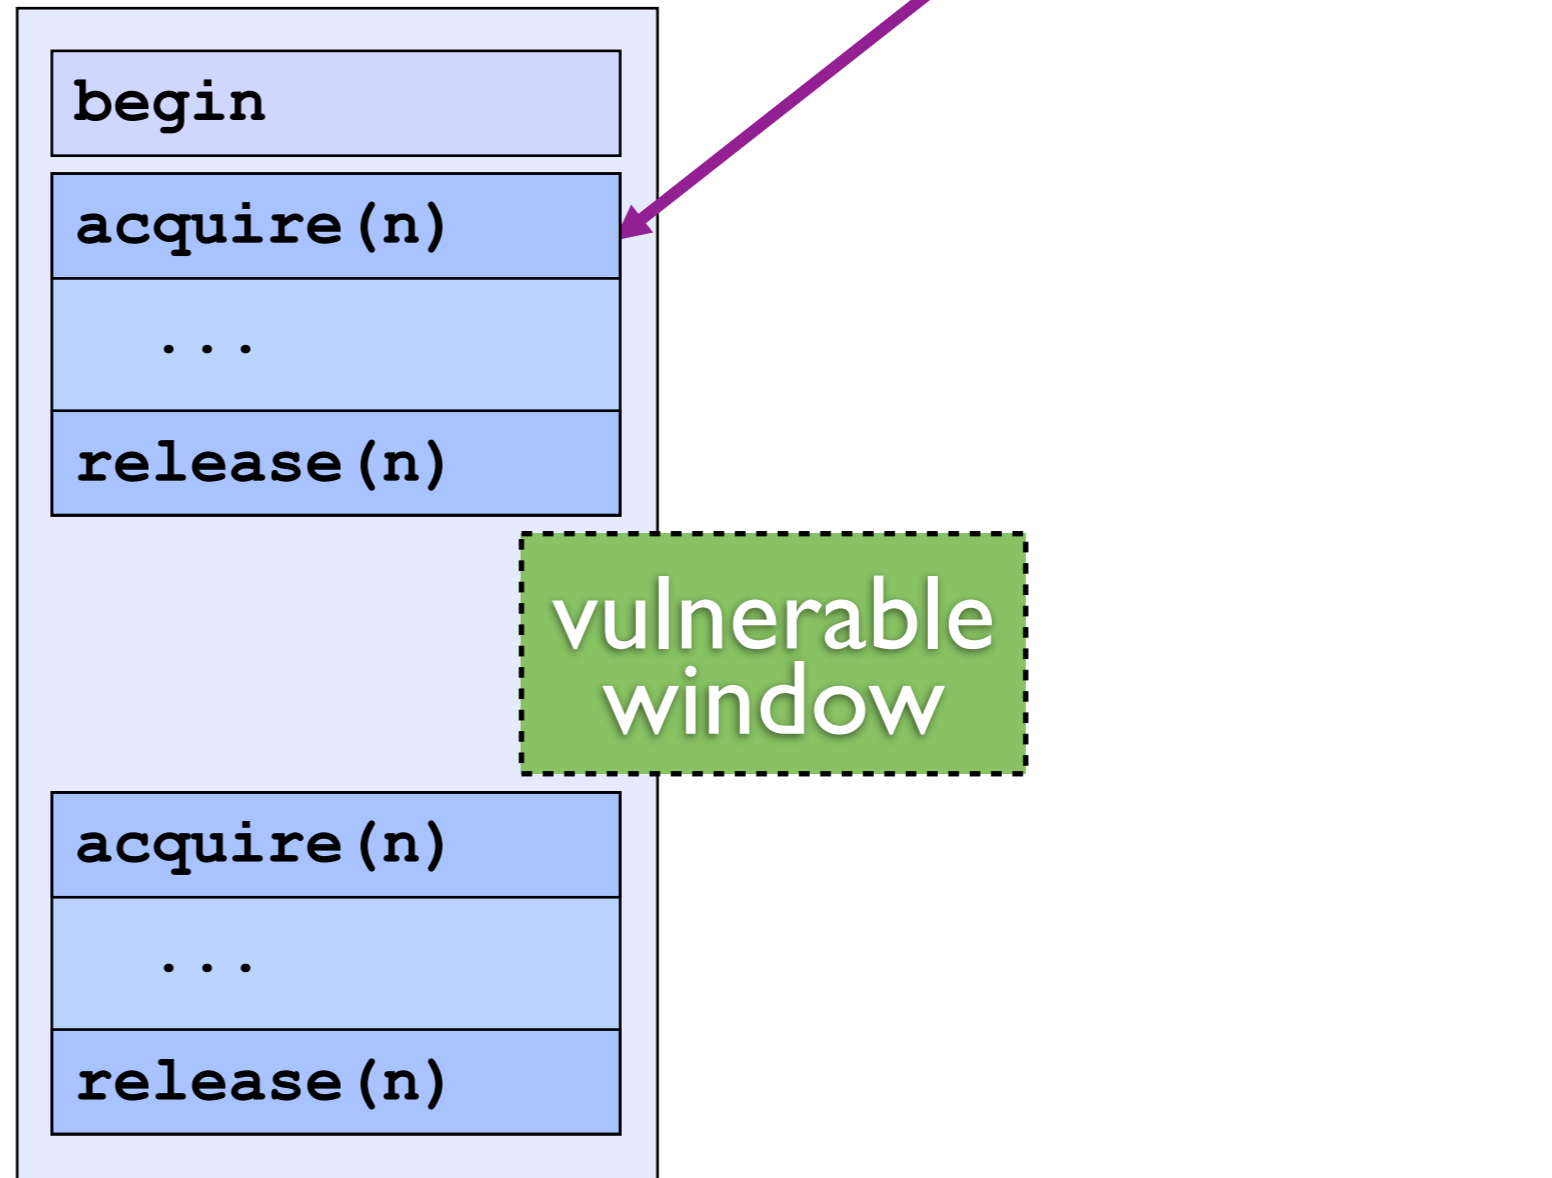 begin
acquire(n)
...
release(n)
vulnerable
window
acquire(n)
...
release(n)